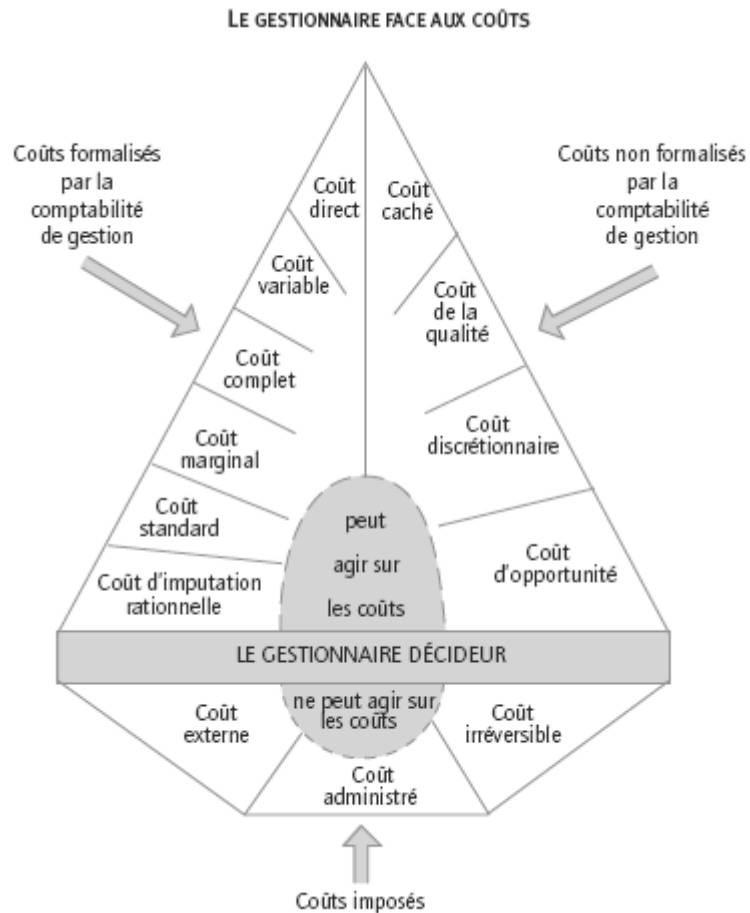 LE GESTIONNAIRE FACE AUX COÛTS
Coûts formalisés
par la
comptabilité
de gestion
Coûts non formalisés
par la
comptabilité
de gestion
Coût
direct
Coût
variable
Coût
complet
Coût
marginal
Coût
standard
Coût d'imputation
rationnelle
Coût
caché
Coût
de la
qualité
Coût
discrétionnaire
Coût
d'opportunité
peut
agir sur
les coûts
LE GESTIONNAIRE DÉCIDEUR
ne peut agir sur
les coûts
Coût
externe
Coût
administré
Coût
irréversible
Coûts imposés